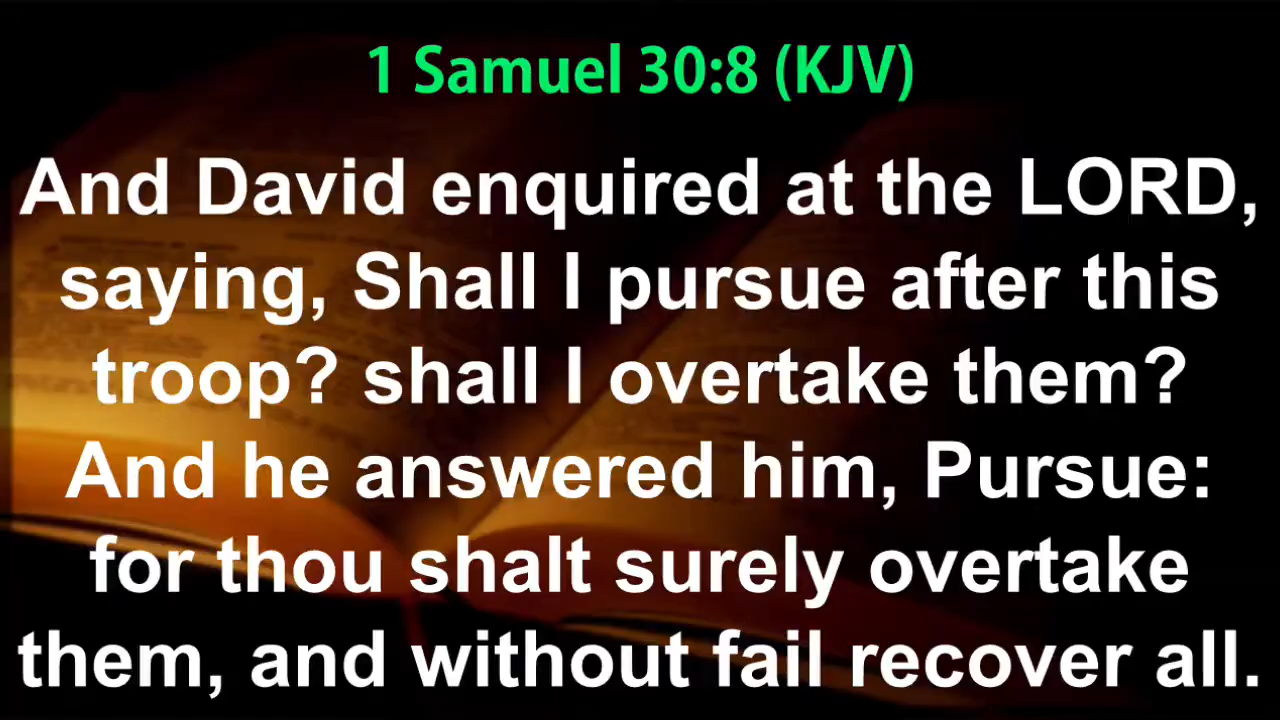 1 Samuel 30:8 (KJV)
And David enquired at the LORD,
saying, Shall I pursue after this
troop? shall I overtake them?
And he answered him, Pursue:
for thou shalt surely overtake
them, and without fail recover all.